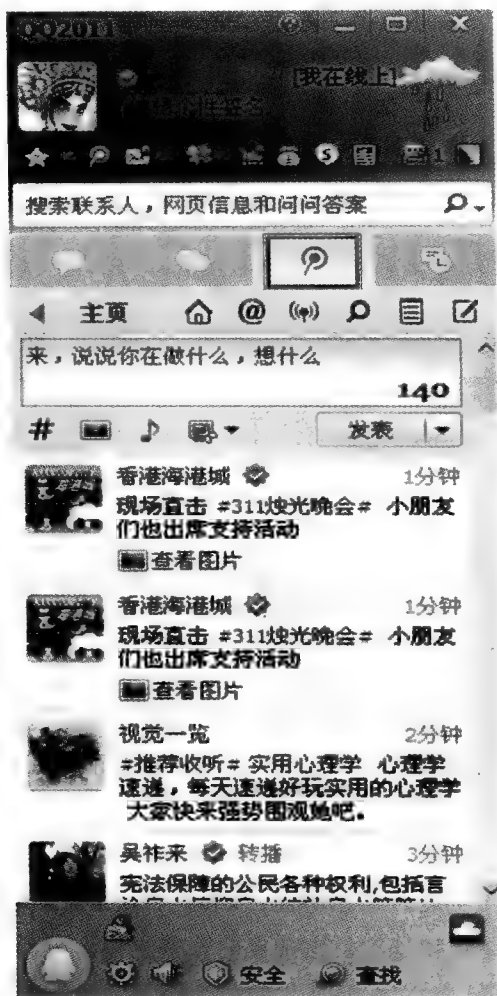 QQ2011
[我在线上]
1
搜索联系人，网页信息和问问答案
主页
来，说说你在做什么，想什么
140
发表
香港海港城 1分钟
现场直击 #311烛光晚会# 小朋友
们也出席支持活动
查看图片
香港海港城 1分钟
现场直击 #311烛光晚会# 小朋友
们也出席支持活动
查看图片
视觉一览 2分钟
#推荐收听# 实用心理学 心理学
速递，每天速递好玩实用的心理学
大家快来强势围观她吧。
吴祚来 转播 3分钟
宪法保障的公民各种权利,包括言
安全 查找